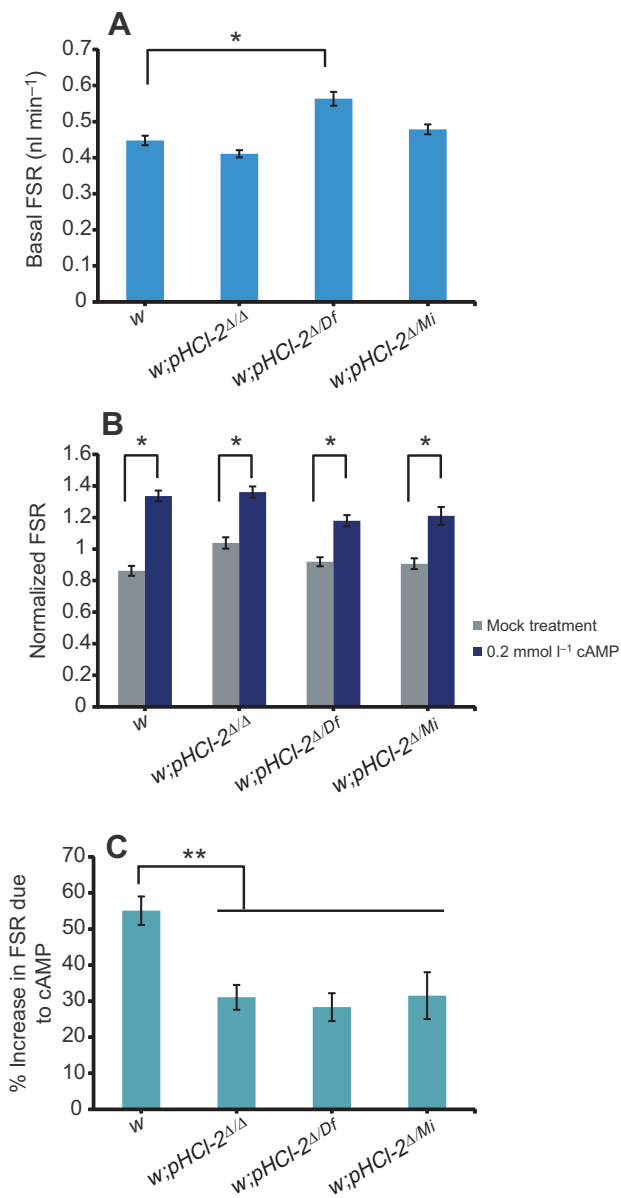 A
*
Basal FSR (nl min⁻¹)
0.7
0.6
0.5
0.4
0.3
0.2
0.1
0
w
w;pHCl-2Δ/Δ
w;pHCl-2Δ/Df
w;pHCl-2Δ/Mi
B
* * * *
Normalized FSR
1.6
1.4
1.2
1
0.8
0.6
0.4
0.2
0
Mock treatment
0.2 mmol l⁻¹ cAMP
w
w;pHCl-2Δ/Δ
w;pHCl-2Δ/Df
w;pHCl-2Δ/Mi
C
**
% Increase in FSR due
to cAMP
70
60
50
40
30
20
10
0
w
w;pHCl-2Δ/Δ
w;pHCl-2Δ/Df
w;pHCl-2Δ/Mi